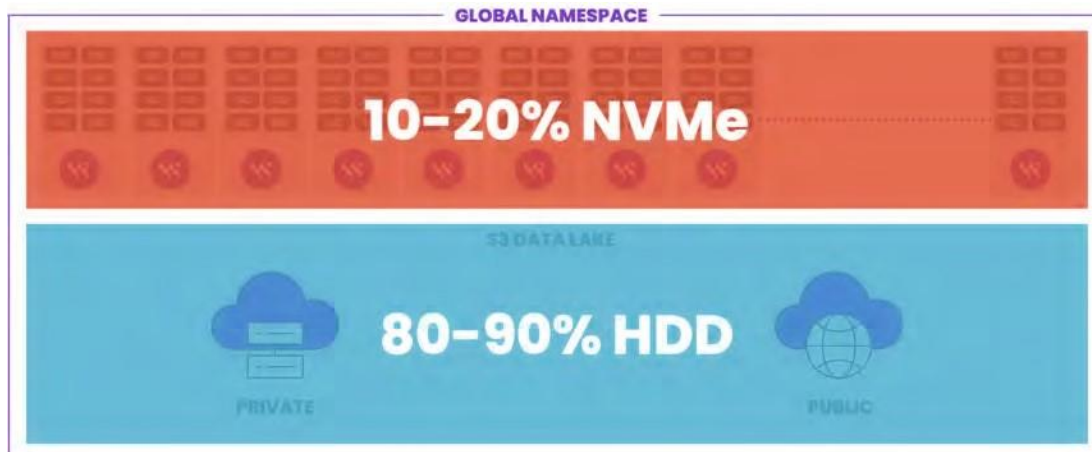 GLOBAL NAMESPACE
10-20% NVMe
S3 DATA LAKE
80-90% HDD
PRIVATE
PUBLIC